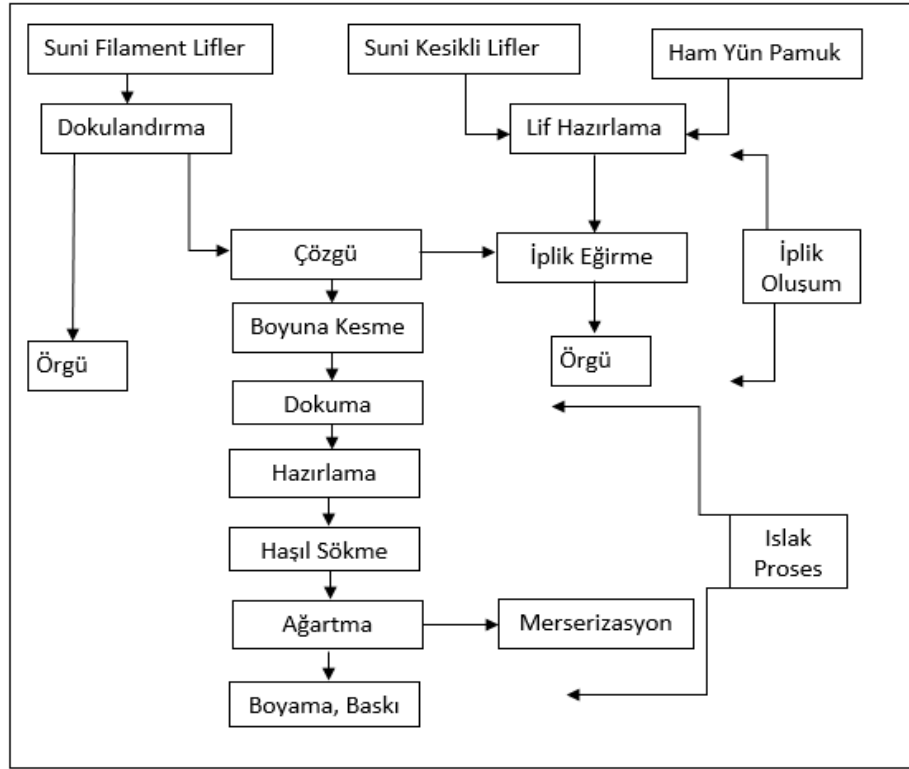 Suni Filament Lifler
Suni Kesikli Lifler
Ham Yün Pamuk
Dokulandırma
Lif Hazırlama
Çözgü
İplik Eğirme
İplik
Oluşum
Boyuna Kesme
Örgü
Örgü
Dokuma
Hazırlama
Haşıl Sökme
Islak
Proses
Ağartma
Merserizasyon
Boyama, Baskı